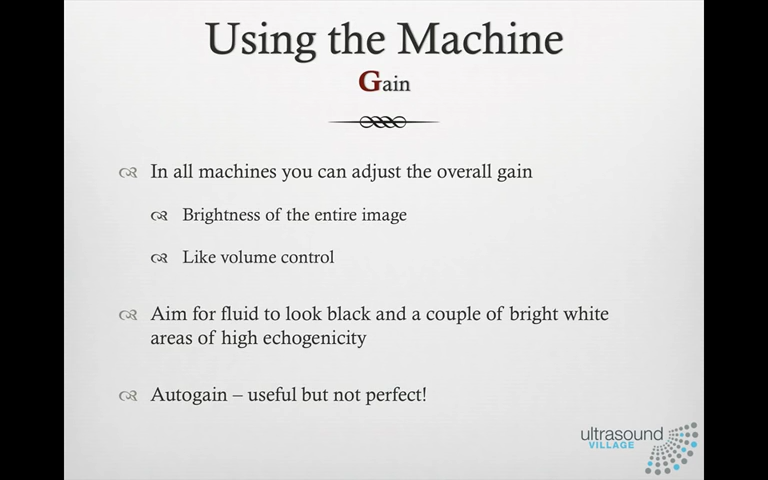 Using the Machine
Gain
In all machines you can adjust the overall gain
Brightness of the entire image
Like volume control
Aim for fluid to look black and a couple of bright white
areas of high echogenicity
Autogain – useful but not perfect!
ultrasound
VILLAGE